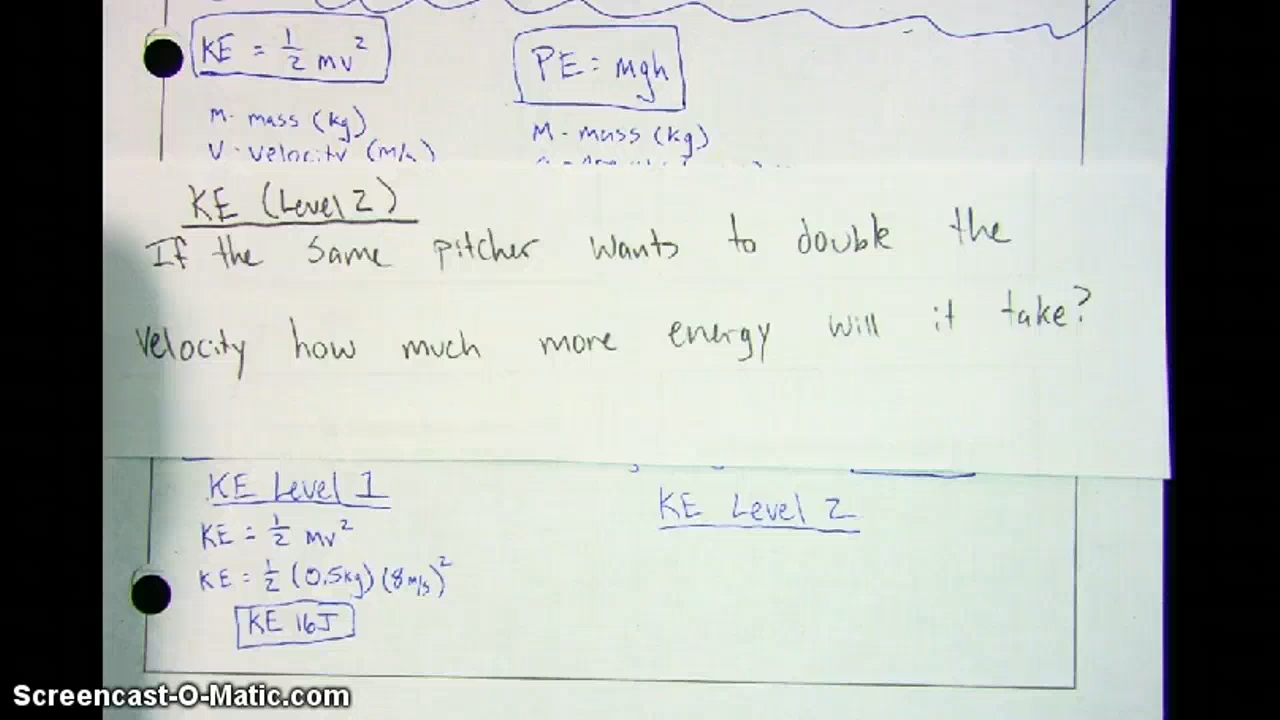 KE = 1/2 mv²
PE = mgh
M - mass (kg)
V - velocity (m/s)
M - mass (kg)
KE (Level 2)
If the same pitcher wants to double the
velocity how much more energy will it take?
KE Level 1
KE = 1/2 mv²
KE = 1/2 (0.5kg) (8 m/s)²
KE 16J
KE Level 2
Screencast-O-Matic.com